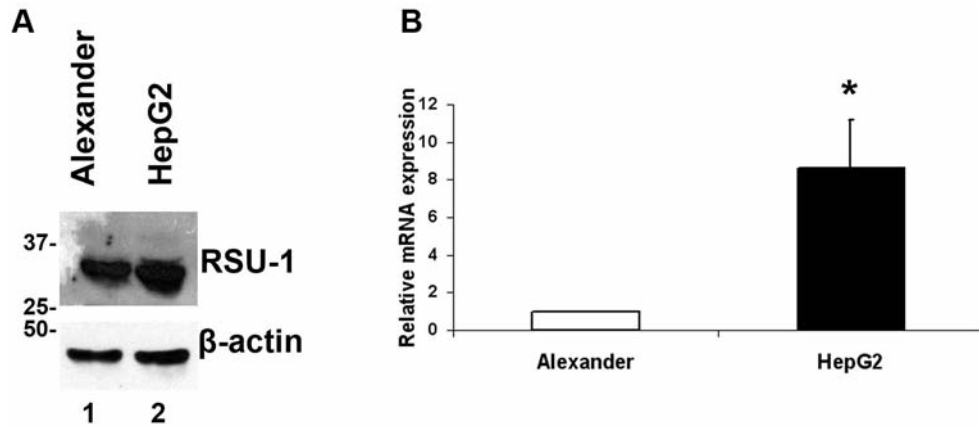 A
Alexander
HepG2
37-
RSU-1
25-
50-
β-actin
1 2
B
*
Relative mRNA expression
12
10
8
6
4
2
0
Alexander HepG2